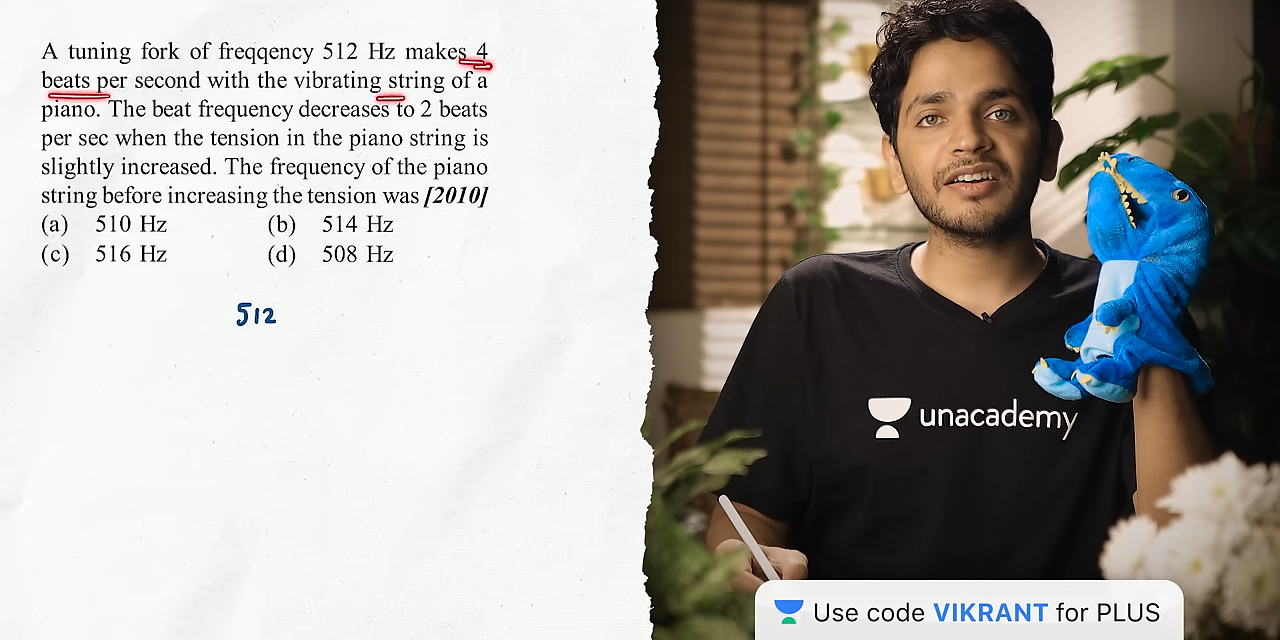 A tuning fork of freqqency 512 Hz makes 4
beats per second with the vibrating string of a
piano. The beat frequency decreases to 2 beats
per sec when the tension in the piano string is
slightly increased. The frequency of the piano
string before increasing the tension was [2010]
(a) 510 Hz (b) 514 Hz
(c) 516 Hz (d) 508 Hz
512
unacademy
Use code VIKRANT for PLUS